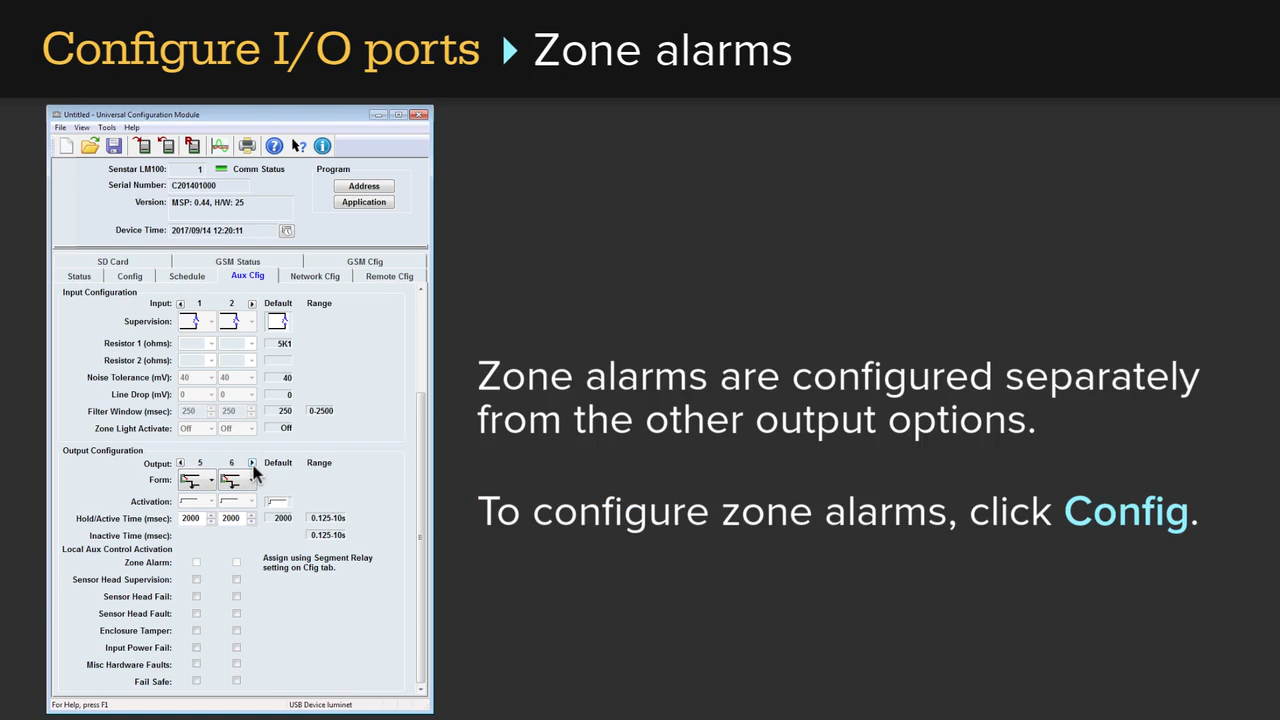 Configure I/O ports Zone alarms
Untitled - Universal Configuration Module
File View Tools Help
Senstar LM100: 1 Comm Status Program
Serial Number: C201401000 Address
Version: MSP: 0.44, H/W: 25 Application
Device Time: 2017/09/14 12:20:11
SD Card GSM Status GSM Cfg
Status Config Schedule Aux Cfg Network Cfg Remote Cfg
Input Configuration
Input: 1 2 Default Range
Supervision:
Resistor 1 (ohms): 5K1
Resistor 2 (ohms):
Noise Tolerance (mV): 40 40 40
Line Drop (mV): 0 0 0
Filter Window (msec): 250 250 250 0-2500
Zone Light Activate: Off Off Off
Output Configuration
Output: 5 6 Default Range
Form:
Activation:
Hold/Active Time (msec): 2000 2000 2000 0.125-10s
Inactive Time (msec): 0.125-10s
Local Aux Control Activation
Zone Alarm: Assign using Segment Relay
setting on Cfig tab.
Sensor Head Supervision:
Sensor Head Fail:
Sensor Head Fault:
Enclosure Tamper:
Input Power Fail:
Misc Hardware Faults:
Fail Safe:
For Help, press F1 USB Device luminet
Zone alarms are configured separately
from the other output options.
To configure zone alarms, click Config.